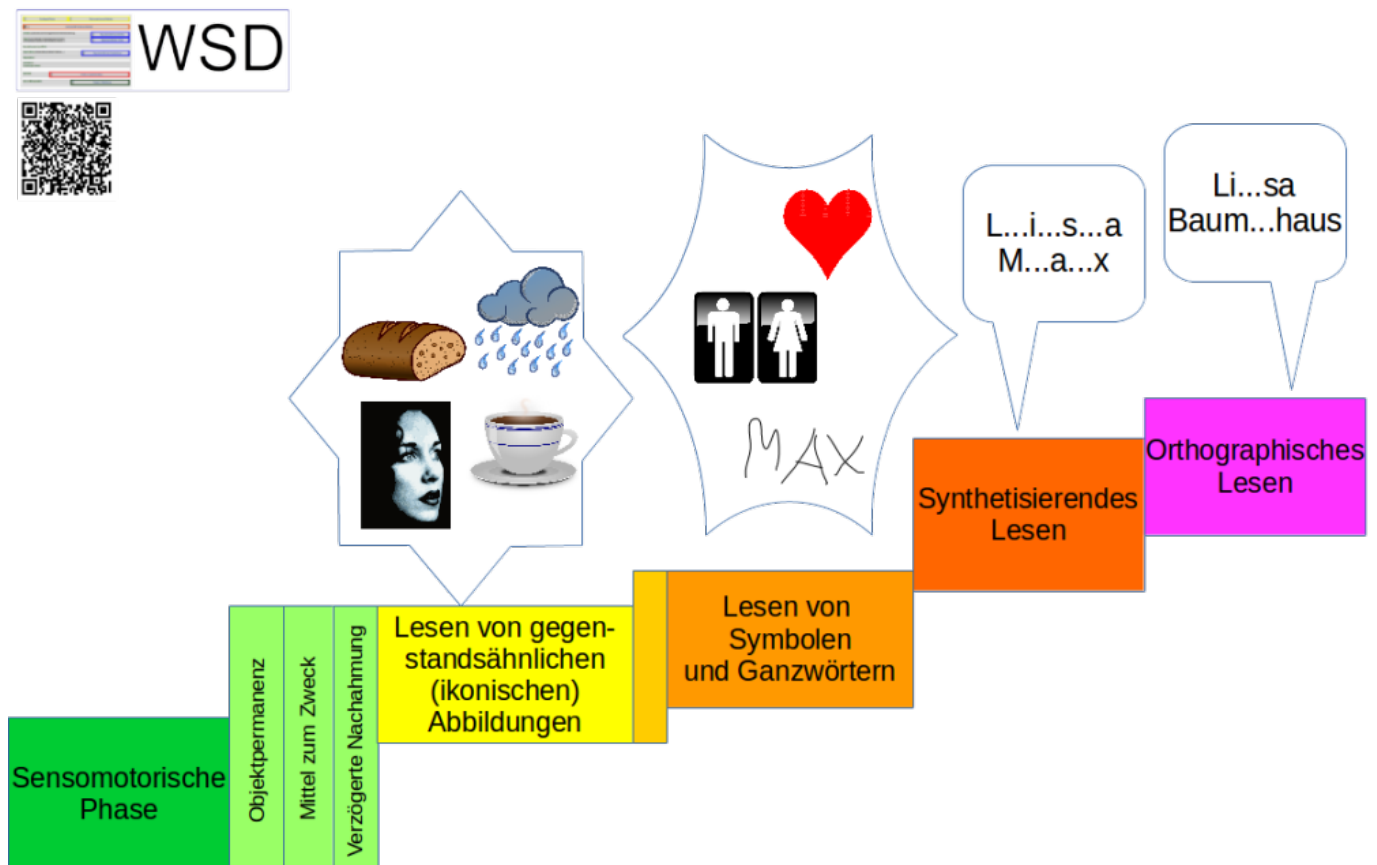 WSD
L...i...s...a
M...a...x
Li...sa
Baum...haus
MAX
Sensomotorische
Phase
Objektpermanenz
Mittel zum Zweck
Verzögerte Nachahmung
Lesen von gegen-
standsähnlichen
(ikonischen)
Abbildungen
Lesen von
Symbolen
und Ganzwörtern
Synthetisierendes
Lesen
Orthographisches
Lesen